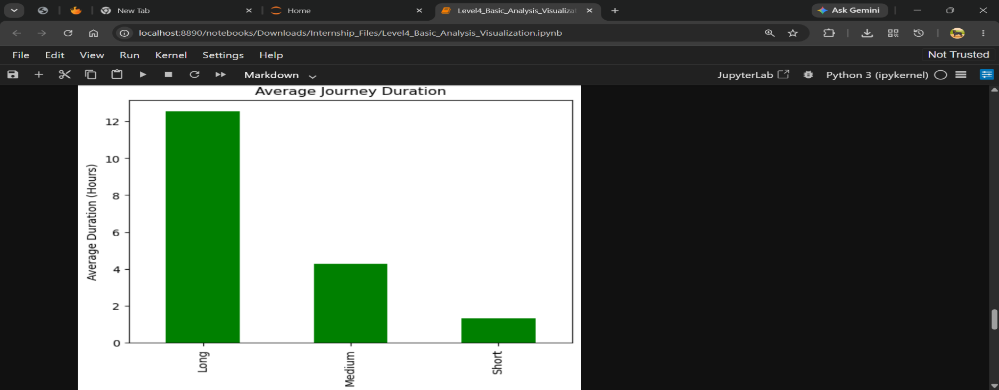 New Tab
Home
Level4_Basic_Analysis_Visualizat
Ask Gemini
localhost:8890/notebooks/Downloads/Internship_Files/Level4_Basic_Analysis_Visualization.ipynb
File Edit View Run Kernel Settings Help
Not Trusted
Markdown
JupyterLab
Python 3 (ipykernel)
Average Journey Duration
Average Duration (Hours)
12
10
8
6
4
2
0
Long
Medium
Short